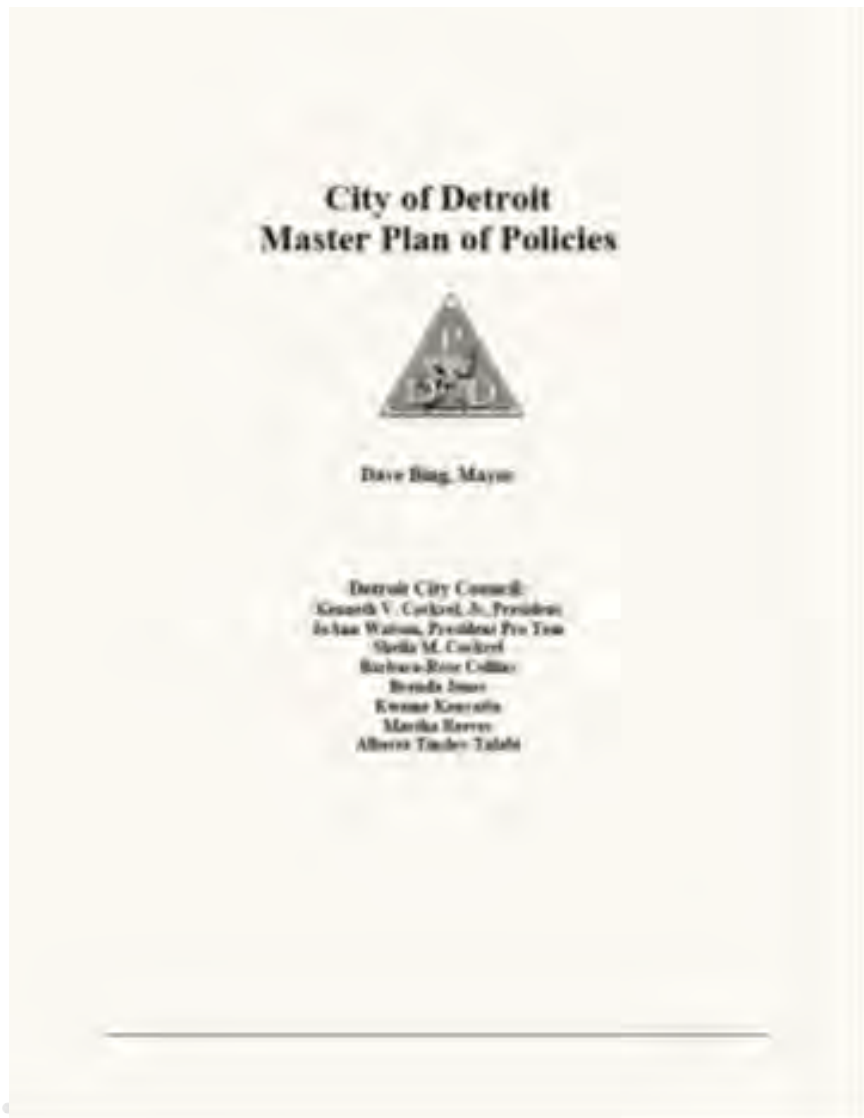 City of Detroit
Master Plan of Policies
P
D D
Dave Bing, Mayor
Detroit City Council:
Kenneth V. Cockrel, Jr. President
JoAnn Watson, President Pro Tem
Sheila M. Cockrel
Barbara-Rose Collins
Brenda Jones
Kwame Kenyatta
Martha Reeves
Alberta Tinsley-Talabi